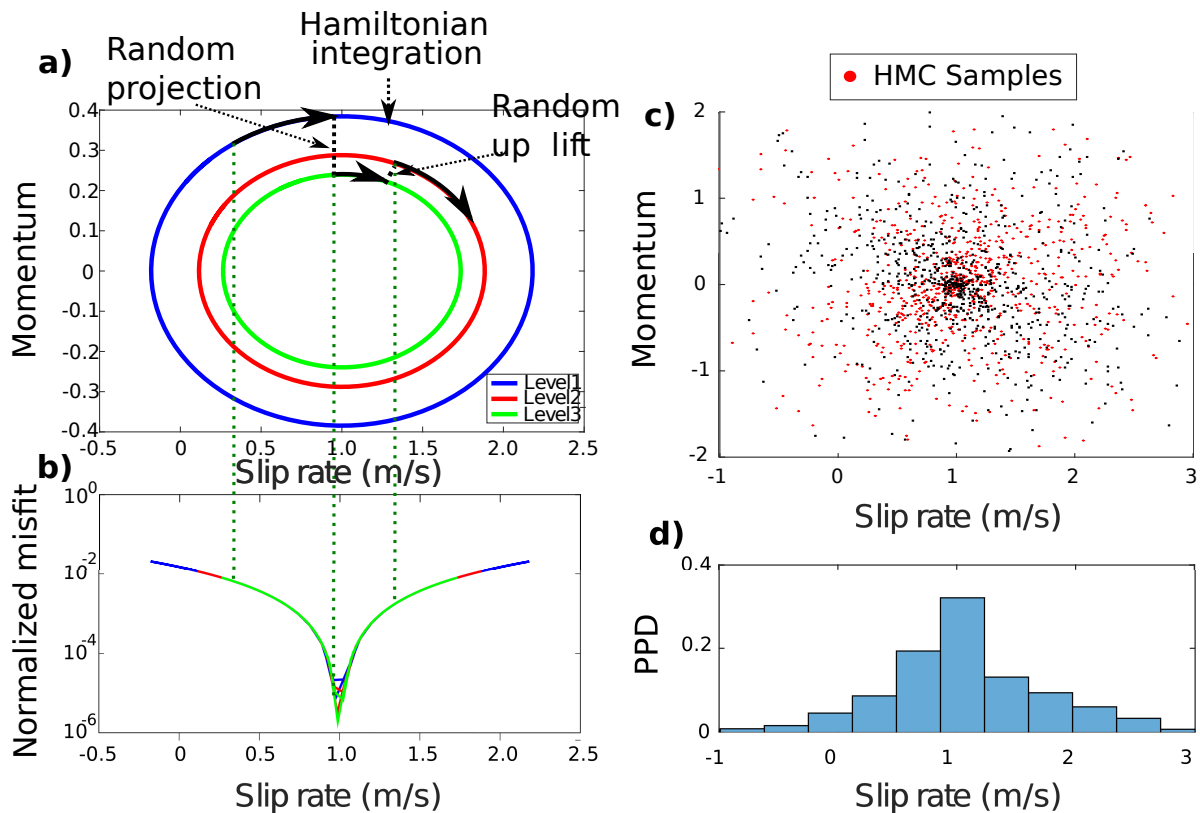 a)
Random
projection
Hamiltonian
integration
Random
up lift
Momentum
0.4
0.3
0.2
0.1
0
-0.1
-0.2
-0.3
-0.4
Level1
Level2
Level3
-0.5 0 0.5 1.0 1.5 2.0 2.5
Slip rate (m/s)
b)
Normalized misfit
10^0
10^-2
10^-4
10^-6
-0.5 0 0.5 1.0 1.5 2.0 2.5
Slip rate (m/s)
c)
HMC Samples
Momentum
2
1
0
-1
-2
-1 0 1 2 3
Slip rate (m/s)
d)
PPD
0.4
0.2
0
-1 0 1 2 3
Slip rate (m/s)